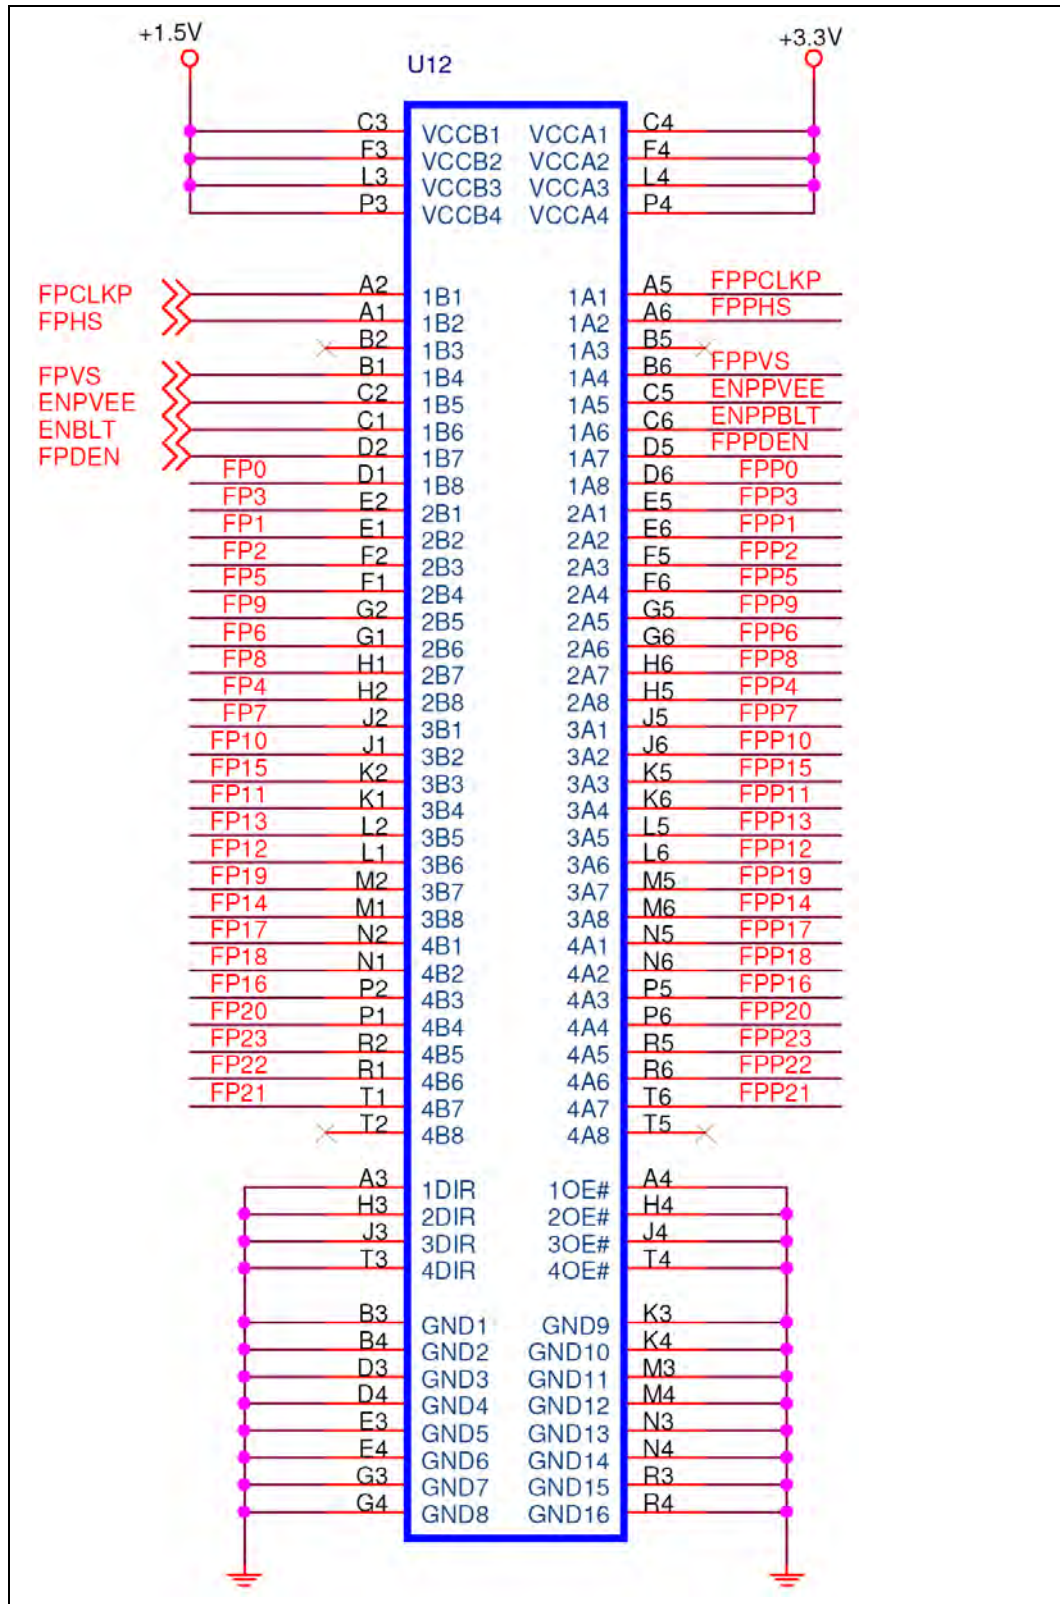 +1.5V +3.3V
U12
C3 VCCB1 VCCA1 C4
F3 VCCB2 VCCA2 F4
L3 VCCB3 VCCA3 L4
P3 VCCB4 VCCA4 P4
FPCLKP A2 1B1 1A1 A5 FPPCLKP
FPHS A1 1B2 1A2 A6 FPPHS
B2 1B3 1A3 B5
FPVS B1 1B4 1A4 B6 FPPVS
ENPVEE C2 1B5 1A5 C5 ENPPVEE
ENBLT C1 1B6 1A6 C6 ENPPBLT
FPDEN D2 1B7 1A7 D5 FPPDEN
FP0 D1 1B8 1A8 D6 FPP0
FP3 E2 2B1 2A1 E5 FPP3
FP1 E1 2B2 2A2 E6 FPP1
FP2 F2 2B3 2A3 F5 FPP2
FP5 F1 2B4 2A4 F6 FPP5
FP9 G2 2B5 2A5 G5 FPP9
FP6 G1 2B6 2A6 G6 FPP6
FP8 H1 2B7 2A7 H6 FPP8
FP4 H2 2B8 2A8 H5 FPP4
FP7 J2 3B1 3A1 J5 FPP7
FP10 J1 3B2 3A2 J6 FPP10
FP15 K2 3B3 3A3 K5 FPP15
FP11 K1 3B4 3A4 K6 FPP11
FP13 L2 3B5 3A5 L5 FPP13
FP12 L1 3B6 3A6 L6 FPP12
FP19 M2 3B7 3A7 M5 FPP19
FP14 M1 3B8 3A8 M6 FPP14
FP17 N2 4B1 4A1 N5 FPP17
FP18 N1 4B2 4A2 N6 FPP18
FP16 P2 4B3 4A3 P5 FPP16
FP20 P1 4B4 4A4 P6 FPP20
FP23 R2 4B5 4A5 R5 FPP23
FP22 R1 4B6 4A6 R6 FPP22
FP21 T1 4B7 4A7 T6 FPP21
T2 4B8 4A8 T5
A3 1DIR 1OE# A4
H3 2DIR 2OE# H4
J3 3DIR 3OE# J4
T3 4DIR 4OE# T4
B3 GND1 GND9 K3
B4 GND2 GND10 K4
D3 GND3 GND11 M3
D4 GND4 GND12 M4
E3 GND5 GND13 N3
E4 GND6 GND14 N4
G3 GND7 GND15 R3
G4 GND8 GND16 R4